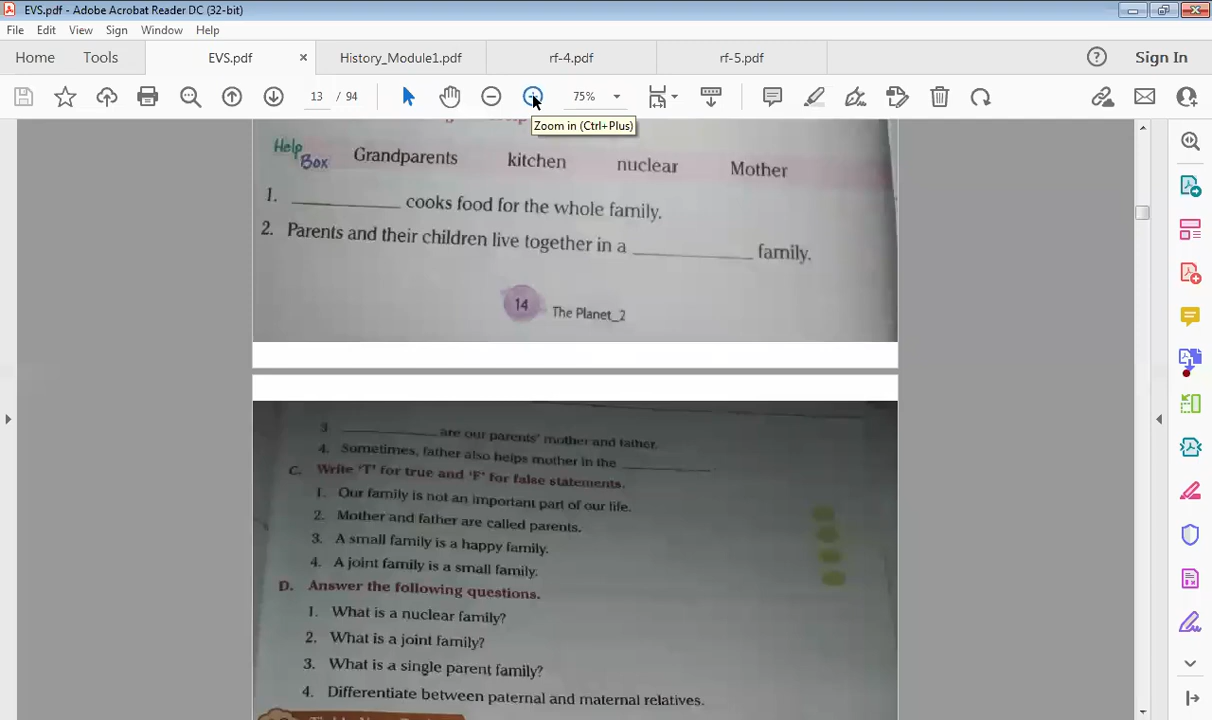 EVS.pdf - Adobe Acrobat Reader DC (32-bit)
File Edit View Sign Window Help
Home Tools EVS.pdf × History_Module1.pdf rf-4.pdf rf-5.pdf ? Sign In
13 / 94 75%
Zoom in (Ctrl+Plus)
Help Box Grandparents kitchen nuclear Mother
1. __________ cooks food for the whole family.
2. Parents and their children live together in a __________ family.
14 The Planet_2
3 __________ are our parents' mother and father.
4. Sometimes, father also helps mother in the __________.
C. Write 'T' for true and 'F' for false statements.
1. Our family is not an important part of our life.
2. Mother and father are called parents.
3. A small family is a happy family.
4. A joint family is a small family.
D. Answer the following questions.
1. What is a nuclear family?
2. What is a joint family?
3. What is a single parent family?
4. Differentiate between paternal and maternal relatives.